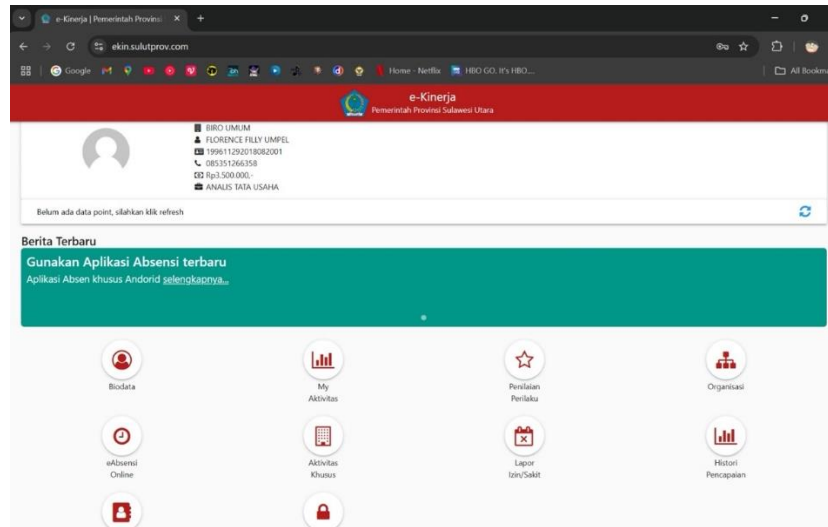 e-Kinerja | Pemerintah Provinsi
ekin.sulutprov.com
Google
Home - Netflix
HBO GO. It's HBO....
All Bookma
e-Kinerja
Pemerintah Provinsi Sulawesi Utara
BIRO UMUM
FLORENCE FILLY UMPEL
199611292018082001
085351266358
Rp3.500.000,-
ANALIS TATA USAHA
Belum ada data point, silahkan klik refresh
Berita Terbaru
Gunakan Aplikasi Absensi terbaru
Aplikasi Absen khusus Andorid selengkapnya...
Biodata
My
Aktivitas
Penilaian
Perilaku
Organisasi
eAbsensi
Online
Aktivitas
Khusus
Lapor
Izin/Sakit
Histori
Pencapaian